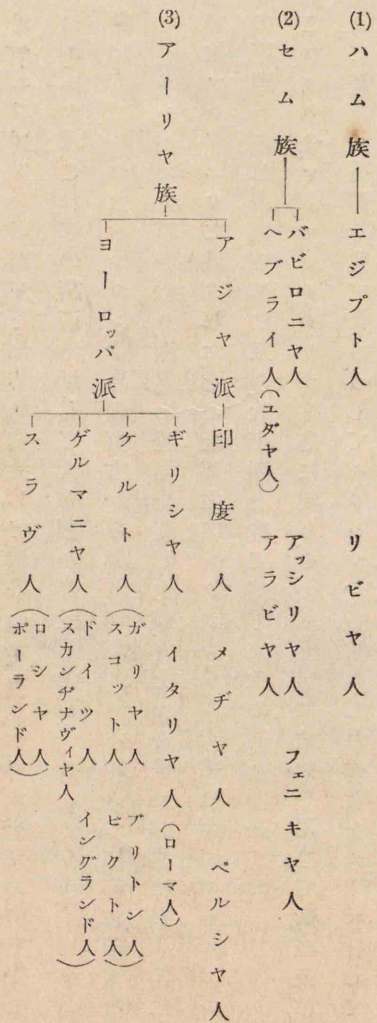 (1) ハム族 エジプト人 リビヤ人
(2) セム族
バビロニヤ人 アッシリヤ人 フェニキヤ人
ヘブライ人(ユダヤ人) アラビヤ人
(3) アーリヤ族
アジヤ派 印度人 メヂヤ人 ペルシヤ人
ヨーロッパ派
ギリシヤ人 イタリヤ人(ローマ人)
ケルト人(ガリヤ人 ブリトン人
スコット人 ピクト人)
ゲルマニヤ人(ドイツ人 イングランド人
スカンヂナヴィヤ人)
スラヴ人(ロシヤ人
ポーランド人)